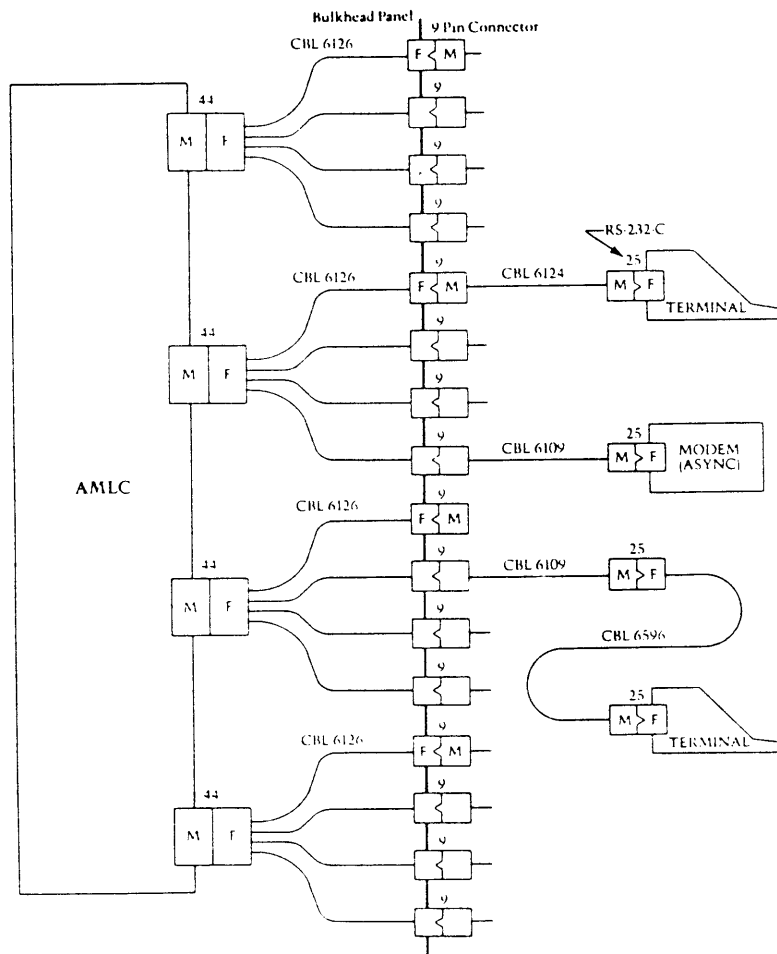 Bulkhead Panel
9 Pin Connector
CBL 6126
F M
44
9
M F
9
9
RS-232-C
9
25
CBL 6126
F M
CBL 6124
M F
TERMINAL
44
9
M F
9
9
25
CBL 6109
M F
MODEM
(ASYNC)
AMLC
9
CBL 6126
F M
44
9
25
CBL 6109
M F
M F
9
CBL 6596
9
25
M F
TERMINAL
9
CBL 6126
F M
44
9
M F
9
9